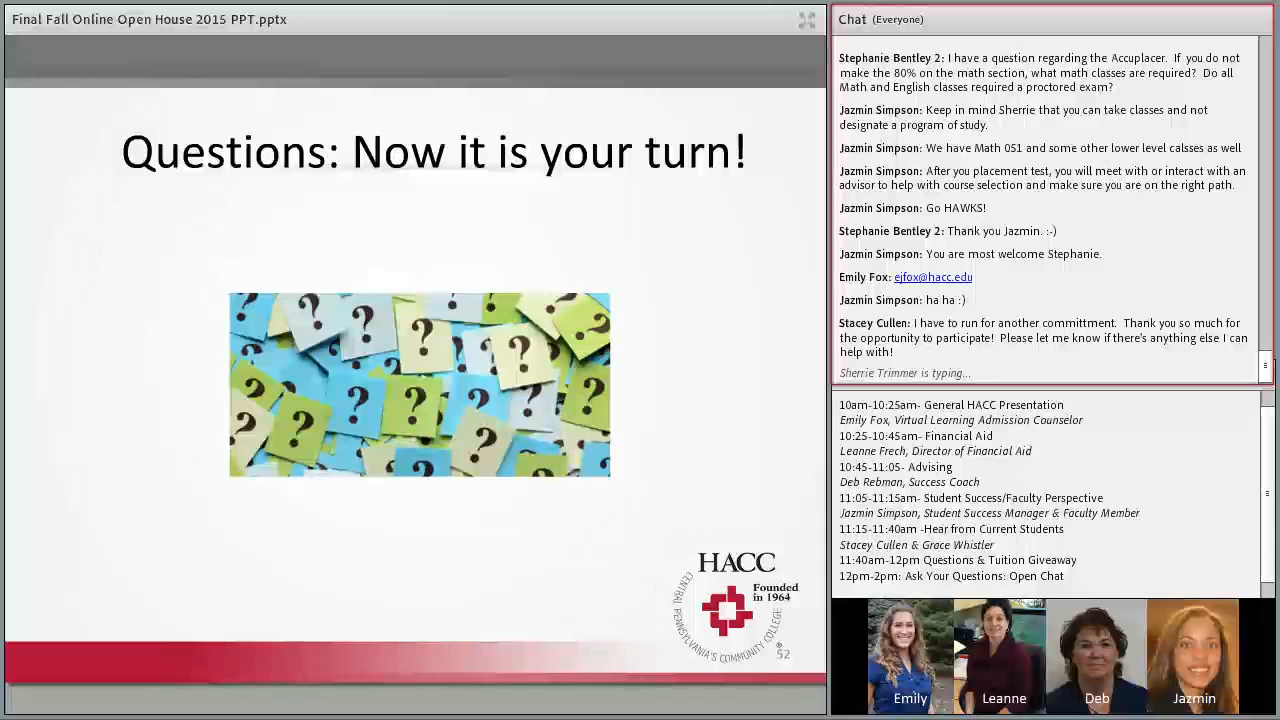 Final Fall Online Open House 2015 PPT.pptx
Questions: Now it is your turn!
? ? ? ? ? ? ? ? ? ? ? ? ? ? ? ?
HACC
Founded
in 1964
CENTRAL PENNSYLVANIA'S COMMUNITY COLLEGE
®
52
Chat (Everyone)
Stephanie Bentley 2: I have a question regarding the Accuplacer. If you do not
make the 80% on the math section, what math classes are required? Do all
Math and English classes required a proctored exam?
Jazmin Simpson: Keep in mind Sherrie that you can take classes and not
designate a program of study.
Jazmin Simpson: We have Math 051 and some other lower level calsses as well
Jazmin Simpson: After you placement test, you will meet with or interact with an
advisor to help with course selection and make sure you are on the right path.
Jazmin Simpson: Go HAWKS!
Stephanie Bentley 2: Thank you Jazmin. :-)
Jazmin Simpson: You are most welcome Stephanie.
Emily Fox: ejfox@hacc.edu
Jazmin Simpson: ha ha :)
Stacey Cullen: I have to run for another committment. Thank you so much for
the opportunity to participate! Please let me know if there's anything else I can
help with!
Sherrie Trimmer is typing...
10am-10:25am- General HACC Presentation
Emily Fox, Virtual Learning Admission Counselor
10:25-10:45am- Financial Aid
Leanne Frech, Director of Financial Aid
10:45-11:05- Advising
Deb Rebman, Success Coach
11:05-11:15am- Student Success/Faculty Perspective
Jazmin Simpson, Student Success Manager & Faculty Member
11:15-11:40am -Hear from Current Students
Stacey Cullen & Grace Whistler
11:40am-12pm Questions & Tuition Giveaway
12pm-2pm: Ask Your Questions: Open Chat
Emily Leanne Deb Jazmin